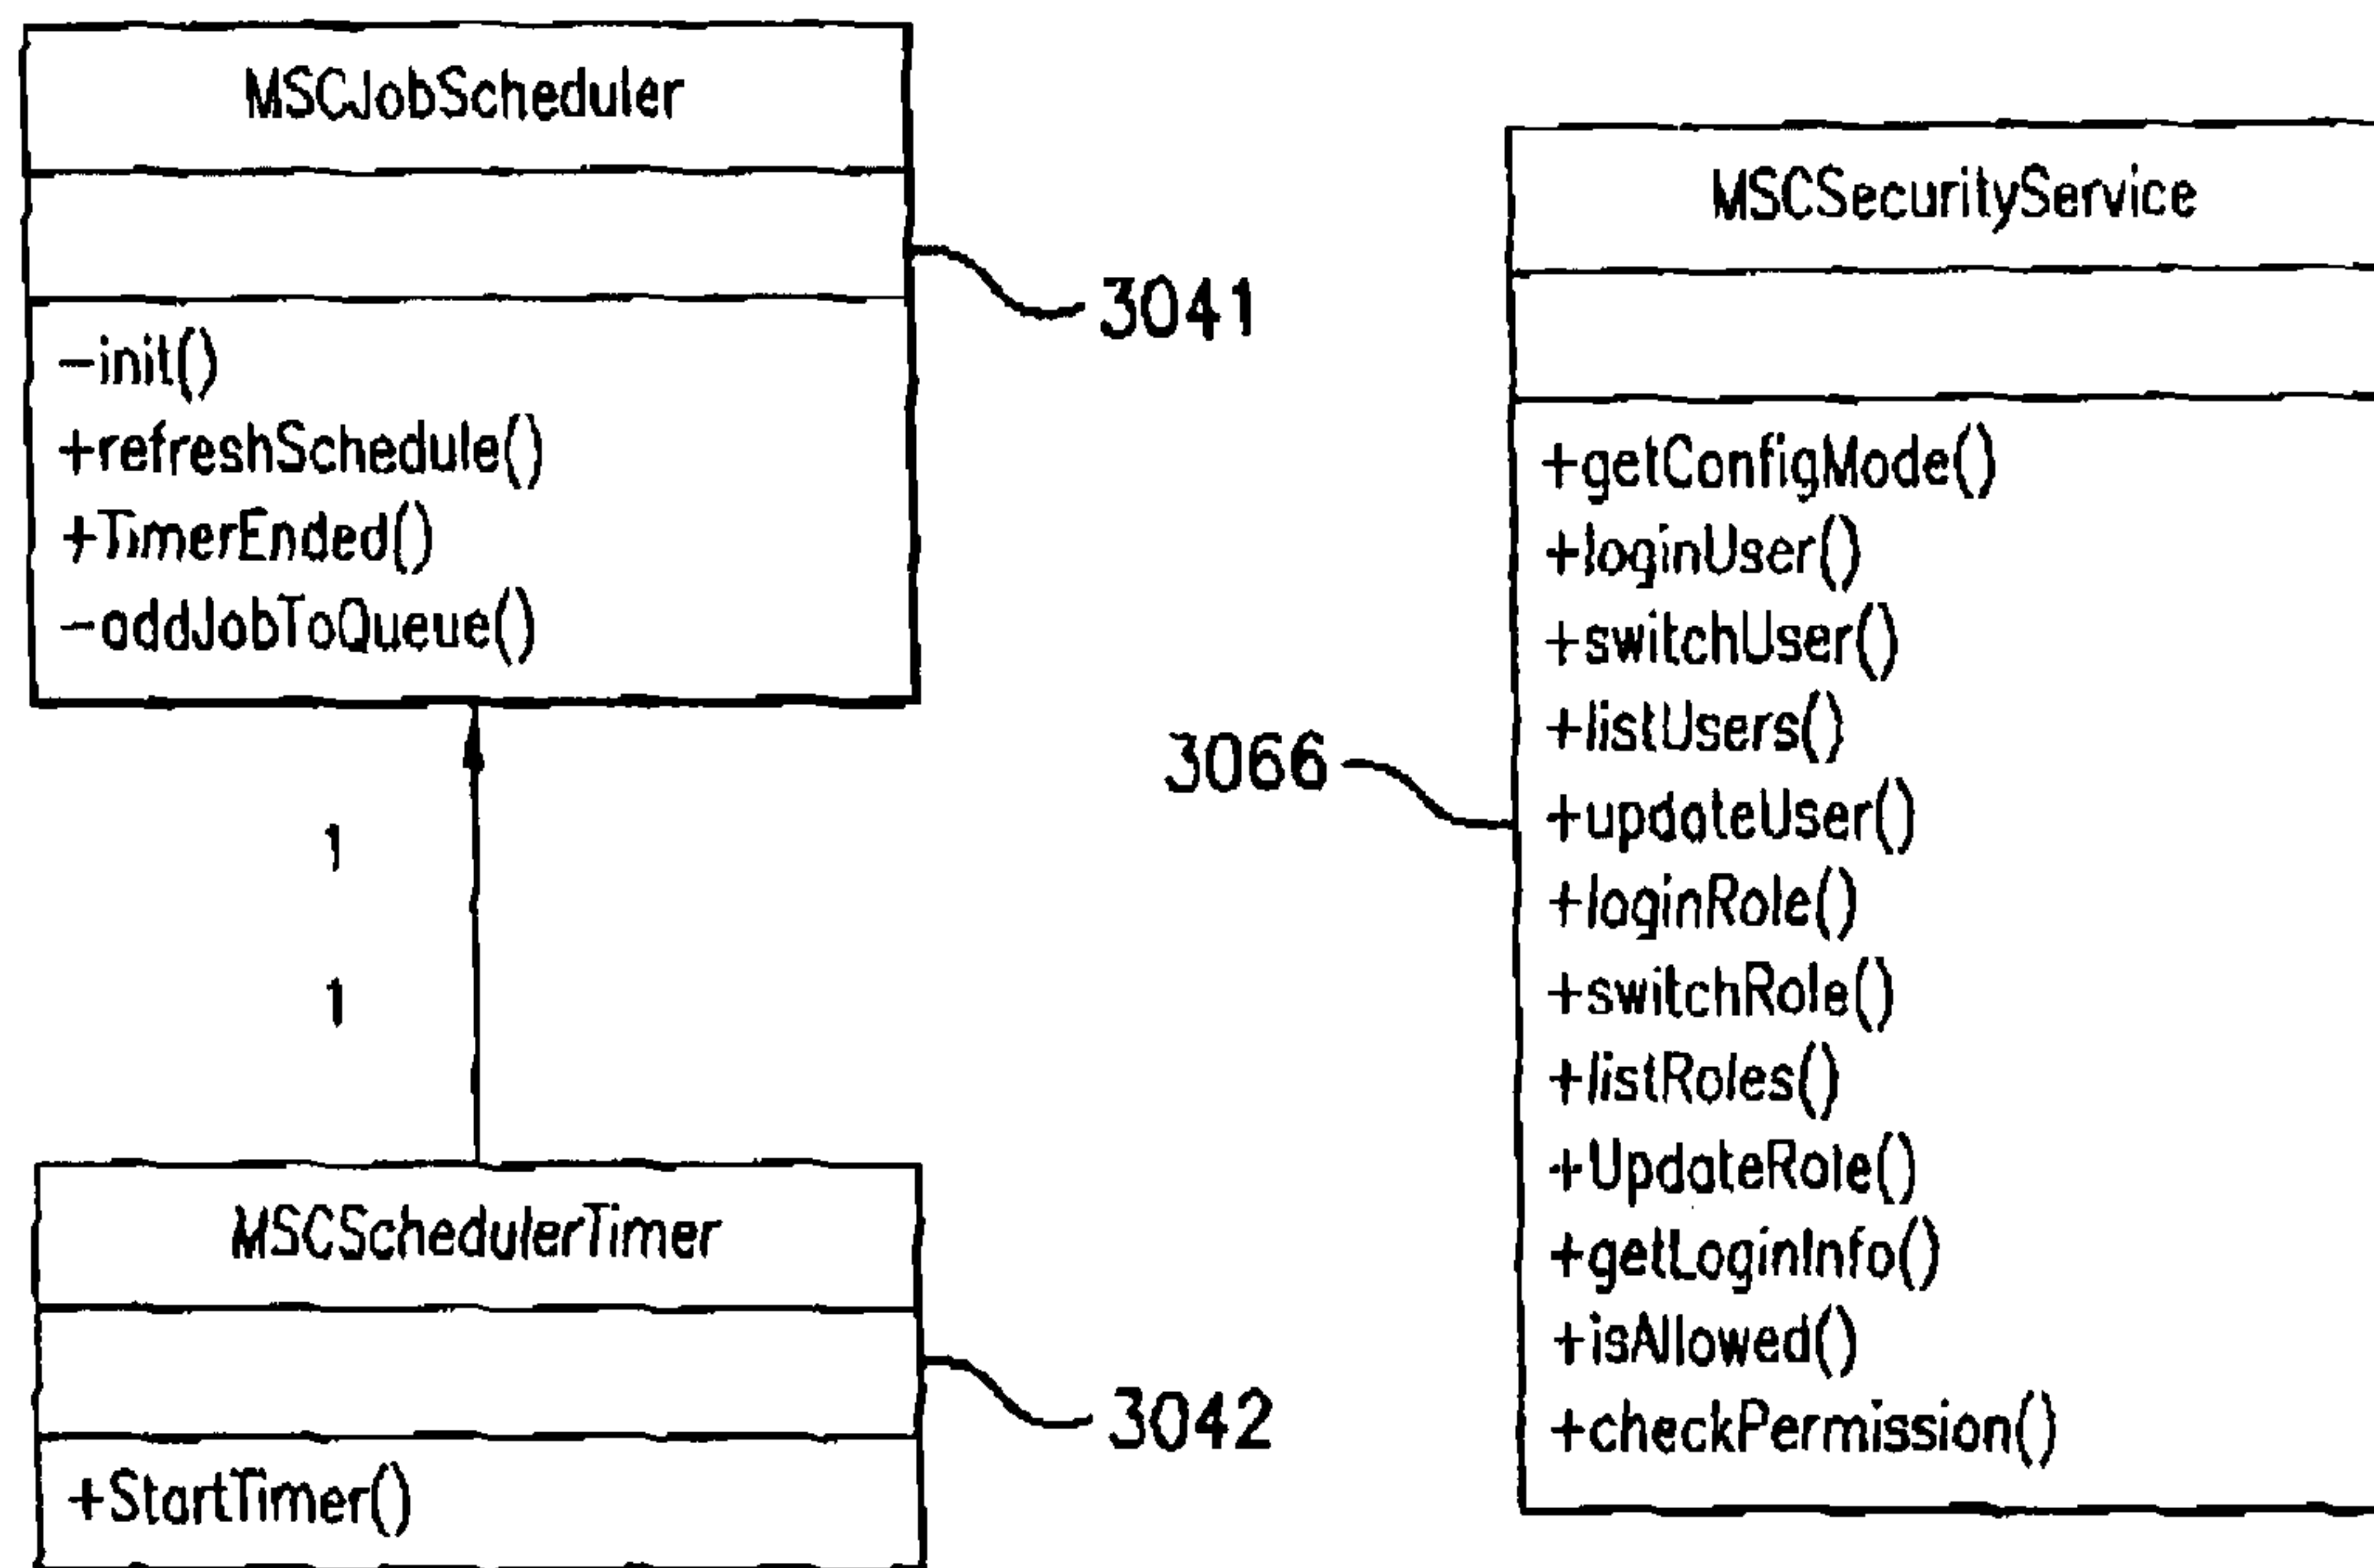 MSCJobScheduler
-init()
+refreshSchedule()
+TimerEnded()
-addJobToQueue()
3041
1
1
MSCSchedulerTimer
+StartTimer()
3042
MSCSecurityService
+getConfigMode()
+loginUser()
+switchUser()
+listUsers()
+updateUser()
+loginRole()
+switchRole()
+listRoles()
+UpdateRole()
+getLoginInfo()
+isAllowed()
+checkPermission()
3066